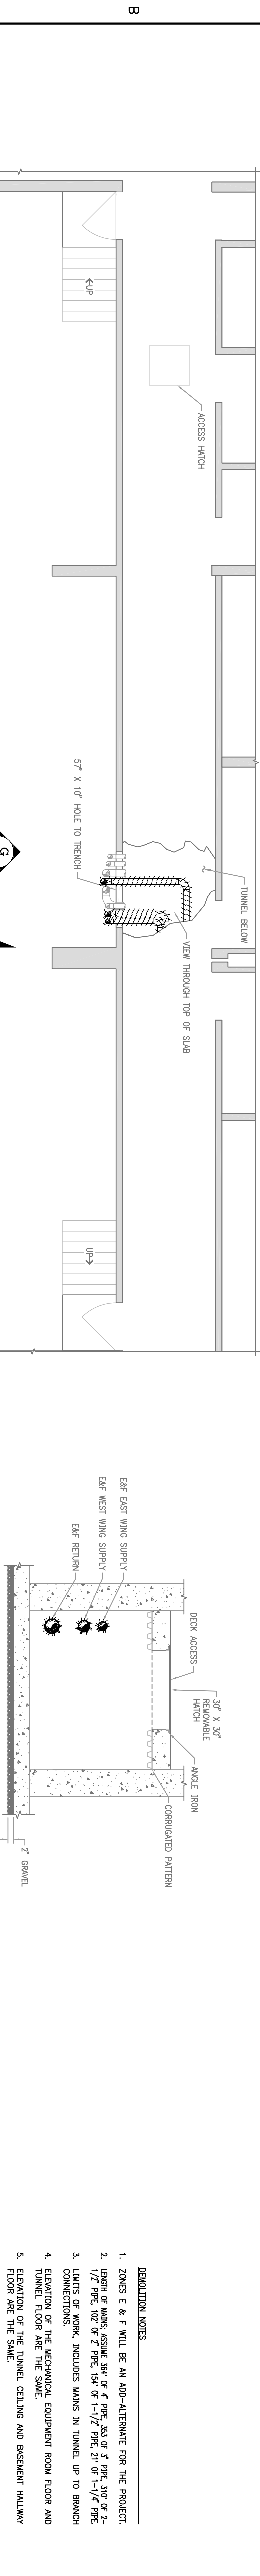 B
UP
ACCESS HATCH
57" X 10" HOLE TO TRENCH
TUNNEL BELOW
VIEW THROUGH TOP OF SLAB
G
UP
E&F EAST WING SUPPLY
E&F WEST WING SUPPLY
E&F RETURN
DECK ACCESS
30" X 30"
REMOVABLE
HATCH
ANGLE IRON
CORRUGATED PATTERN
2" GRAVEL
DEMOLITION NOTES
1. ZONES E & F WILL BE AN ADD-ALTERNATE FOR THE PROJECT.
2. LENGTH OF MAINS; ASSUME 364' OF 4" PIPE, 353 OF 3" PIPE, 310' OF 2-
1/2" PIPE, 102' OF 2" PIPE, 154' OF 1-1/2" PIPE, 21' OF 1-1/4" PIPE.
3. LIMITS OF WORK, INCLUDES MAINS IN TUNNEL UP TO BRANCH
CONNECTIONS.
4. ELEVATION OF THE MECHANICAL EQUIPMENT ROOM FLOOR AND
TUNNEL FLOOR ARE THE SAME.
5. ELEVATION OF THE TUNNEL CEILING AND BASEMENT HALLWAY
FLOOR ARE THE SAME.